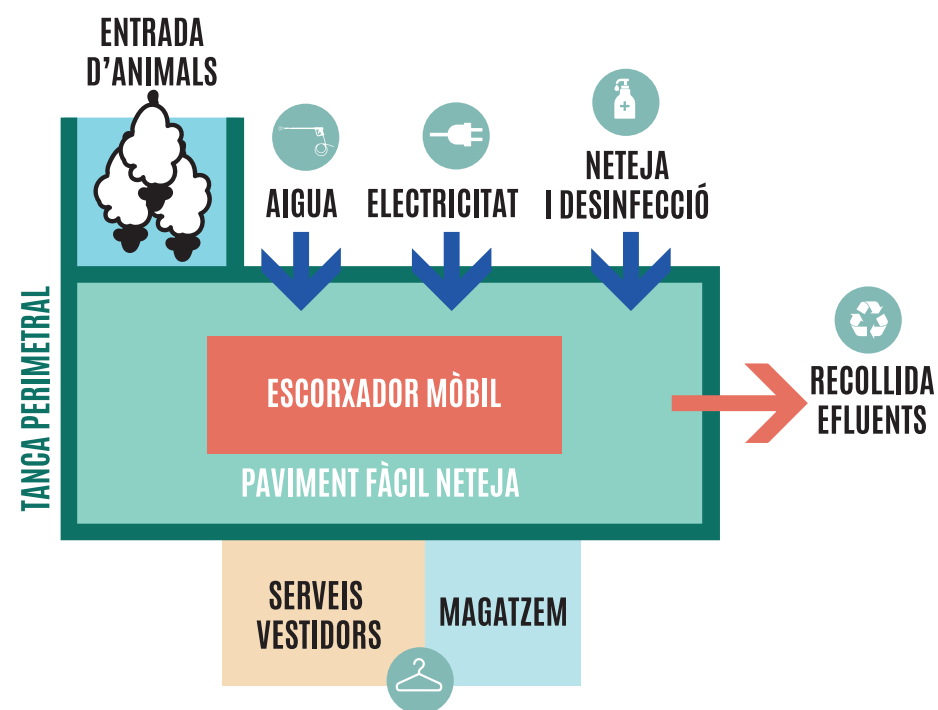 ENTRADA
D'ANIMALS
AIGUA
ELECTRICITAT
NETEJA
I DESINFECCIÓ
TANCA PERIMETRAL
ESCORXADOR MÒBIL
PAVIMENT FÀCIL NETEJA
RECOLLIDA
EFLUENTS
SERVEIS
VESTIDORS
MAGATZEM